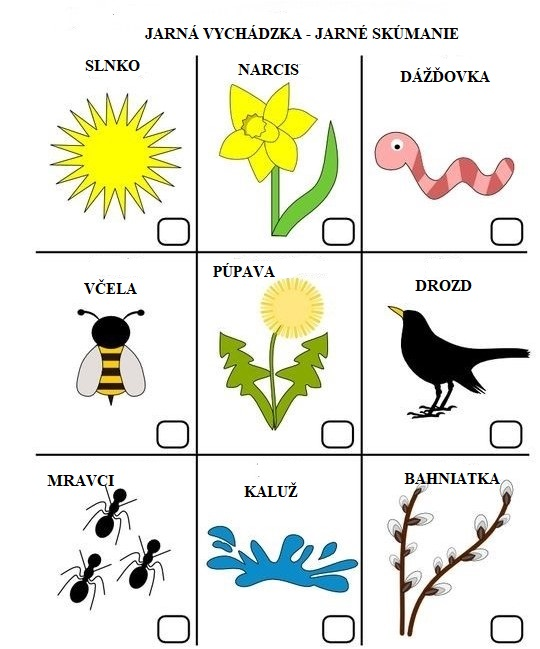 JARNÁ VYCHÁDZKA - JARNÉ SKÚMANIE
SLNKO
NARCIS
DÁŽĎOVKA
VČELA
PÚPAVA
DROZD
MRAVCI
KALUŽ
BAHNIATKA